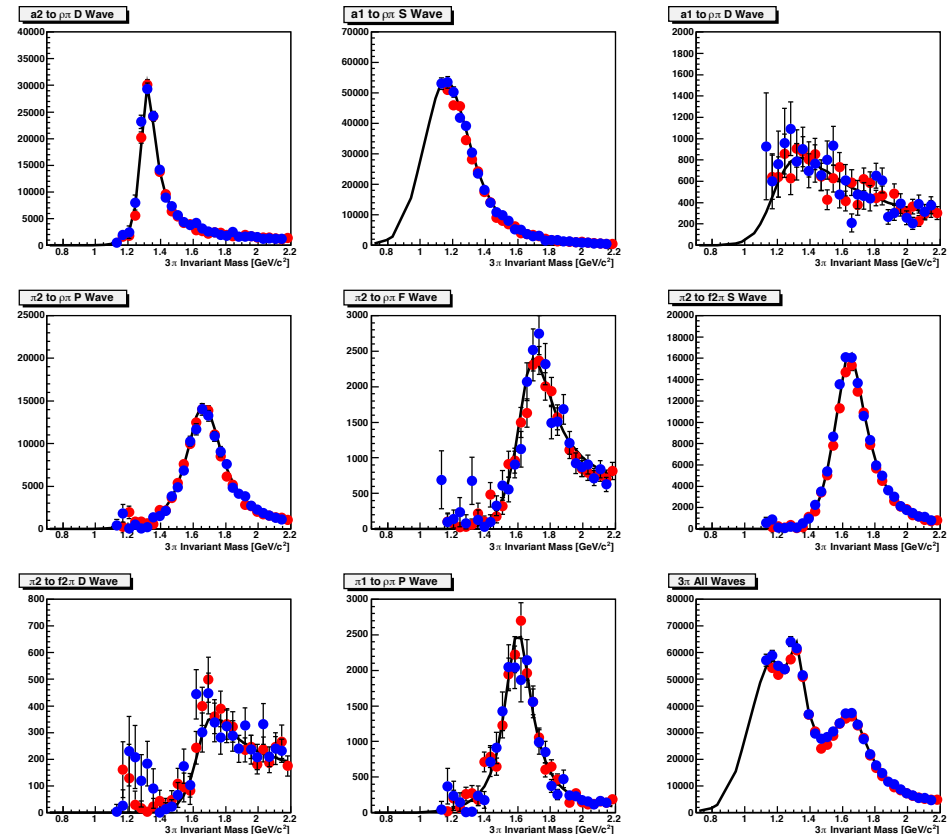 a2 to ρπ D Wave
40000
35000
30000
25000
20000
15000
10000
5000
0
0.8 1 1.2 1.4 1.6 1.8 2 2.2
3π Invariant Mass [GeV/c²]
a1 to ρπ S Wave
70000
60000
50000
40000
30000
20000
10000
0
0.8 1 1.2 1.4 1.6 1.8 2 2.2
3π Invariant Mass [GeV/c²]
a1 to ρπ D Wave
2000
1800
1600
1400
1200
1000
800
600
400
200
0
0.8 1 1.2 1.4 1.6 1.8 2 2.2
3π Invariant Mass [GeV/c²]
π2 to ρπ P Wave
25000
20000
15000
10000
5000
0
0.8 1 1.2 1.4 1.6 1.8 2 2.2
3π Invariant Mass [GeV/c²]
π2 to ρπ F Wave
3000
2500
2000
1500
1000
500
0
0.8 1 1.2 1.4 1.6 1.8 2 2.2
3π Invariant Mass [GeV/c²]
π2 to f2π S Wave
20000
18000
16000
14000
12000
10000
8000
6000
4000
2000
0
0.8 1 1.2 1.4 1.6 1.8 2 2.2
3π Invariant Mass [GeV/c²]
π2 to f2π D Wave
800
700
600
500
400
300
200
100
0
0.8 1 1.2 1.4 1.6 1.8 2 2.2
3π Invariant Mass [GeV/c²]
π1 to ρπ P Wave
3000
2500
2000
1500
1000
500
0
0.8 1 1.2 1.4 1.6 1.8 2 2.2
3π Invariant Mass [GeV/c²]
3π All Waves
80000
70000
60000
50000
40000
30000
20000
10000
0
0.8 1 1.2 1.4 1.6 1.8 2 2.2
3π Invariant Mass [GeV/c²]